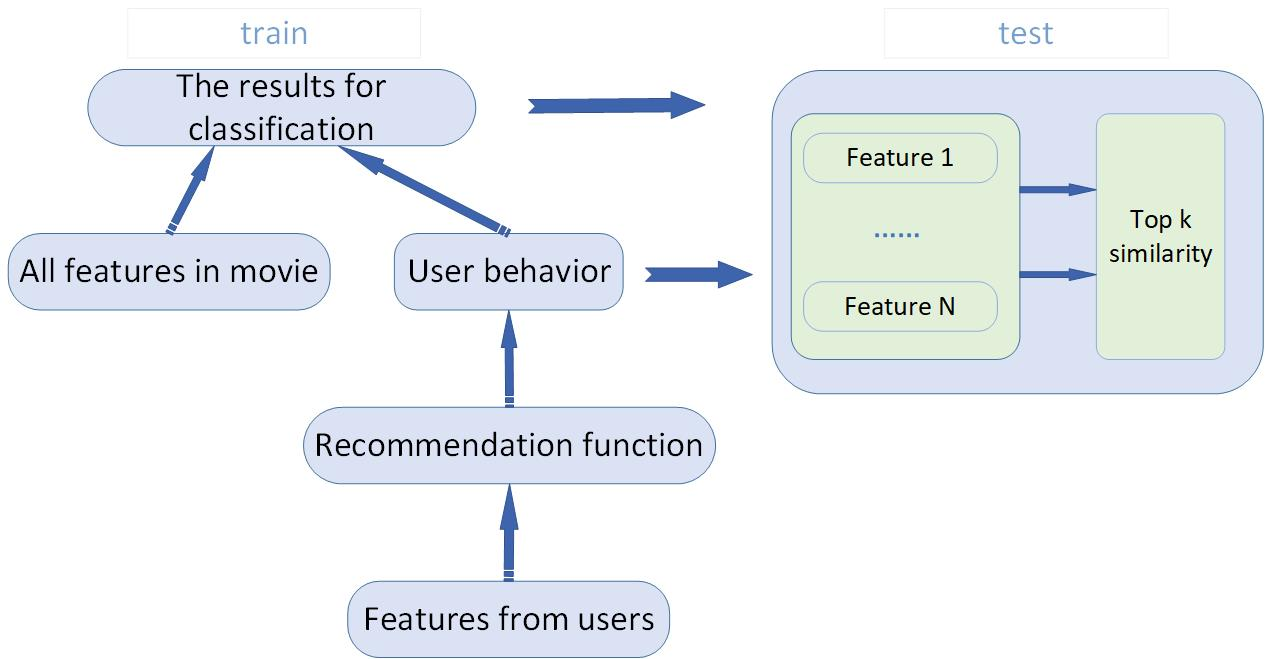 train
test
The results for
classification
Feature 1
......
Feature N
Top k
similarity
All features in movie
User behavior
Recommendation function
Features from users